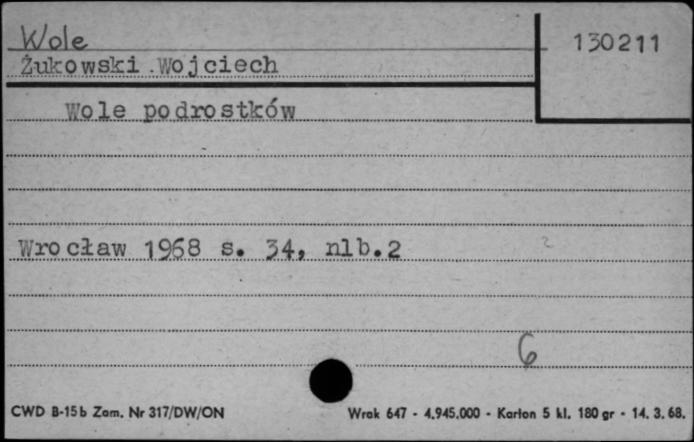 Wole
130211
Żukowski Wojciech
Wole podrostków
Wrocław 1968 s. 34, nlb.2
6
CWD B-15b Zam. Nr 317/DW/ON
Wrak 647 - 4.945.000 - Karton 5 kl. 180 gr - 14. 3. 68.